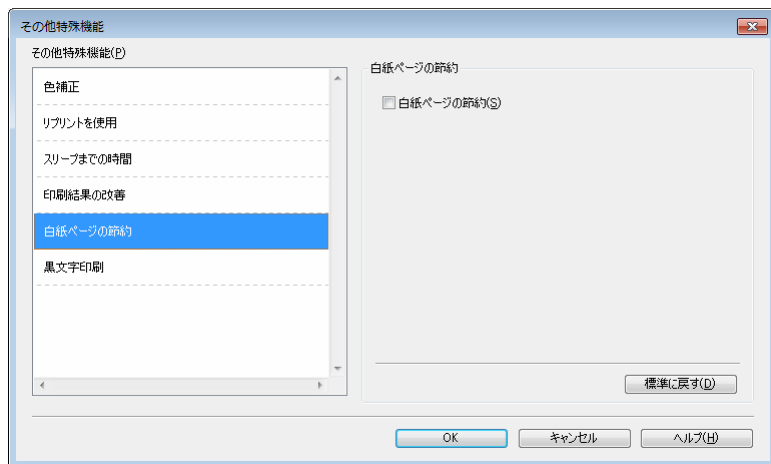 その他特殊機能
その他特殊機能(P)
色補正
リプリントを使用
スリープまでの時間
印刷結果の改善
白紙ページの節約
黒文字印刷
白紙ページの節約
白紙ページの節約(S)
標準に戻す(D)
OK
キャンセル
ヘルプ(H)